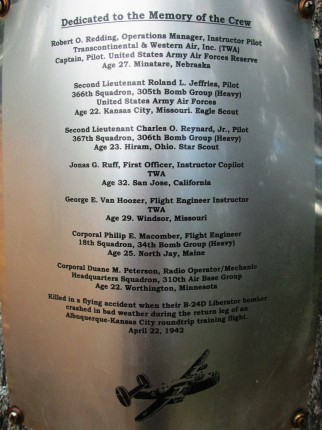 Dedicated to the Memory of the Crew
Robert O. Redding, Operations Manager, Instructor Pilot
Transcontinental & Western Air, Inc. (TWA)
Captain, Pilot. United States Army Air Forces Reserve
Age 27. Minatare, Nebraska
Second Lieutenant Roland L. Jeffries, Pilot
366th Squadron, 305th Bomb Group (Heavy)
United States Army Air Forces
Age 22. Kansas City, Missouri. Eagle Scout
Second Lieutenant Charles O. Reynard, Jr., Pilot
367th Squadron, 306th Bomb Group (Heavy)
Age 23. Hiram, Ohio. Star Scout
Jonas G. Ruff, First Officer, Instructor Copilot
TWA
Age 32. San Jose, California
George E. Van Hoozer, Flight Engineer Instructor
TWA
Age 29. Windsor, Missouri
Corporal Philip E. Macomber, Flight Engineer
18th Squadron, 34th Bomb Group (Heavy)
Age 25. North Jay, Maine
Corporal Duane M. Peterson, Radio Operator/Mechanic
Headquarters Squadron, 310th Air Base Group
Age 22. Worthington, Minnesota
Killed in a flying accident when their B-24D Liberator bomber
crashed in bad weather during the return leg of an
Albuquerque-Kansas City roundtrip training flight.
April 22, 1942